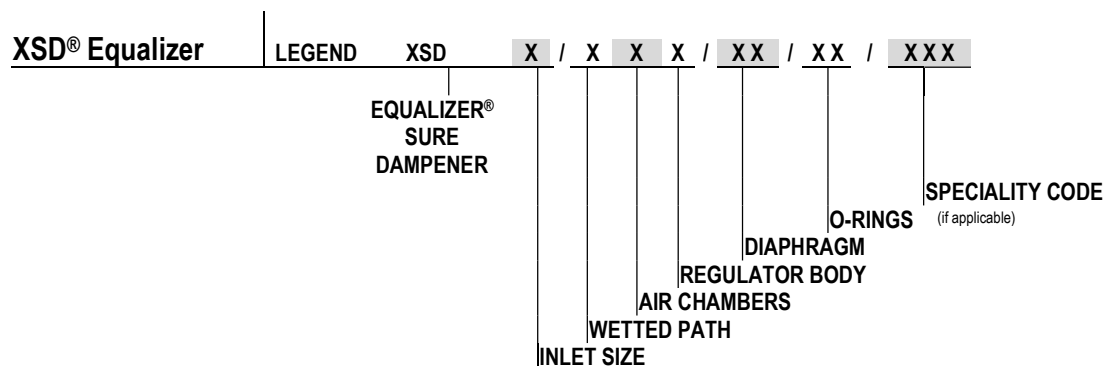 XSD® Equalizer LEGEND XSD X / X X X / XX / XX / XXX
EQUALIZER®
SURE
DAMPENER
SPECIALITY CODE
(if applicable)
O-RINGS
DIAPHRAGM
REGULATOR BODY
AIR CHAMBERS
WETTED PATH
INLET SIZE